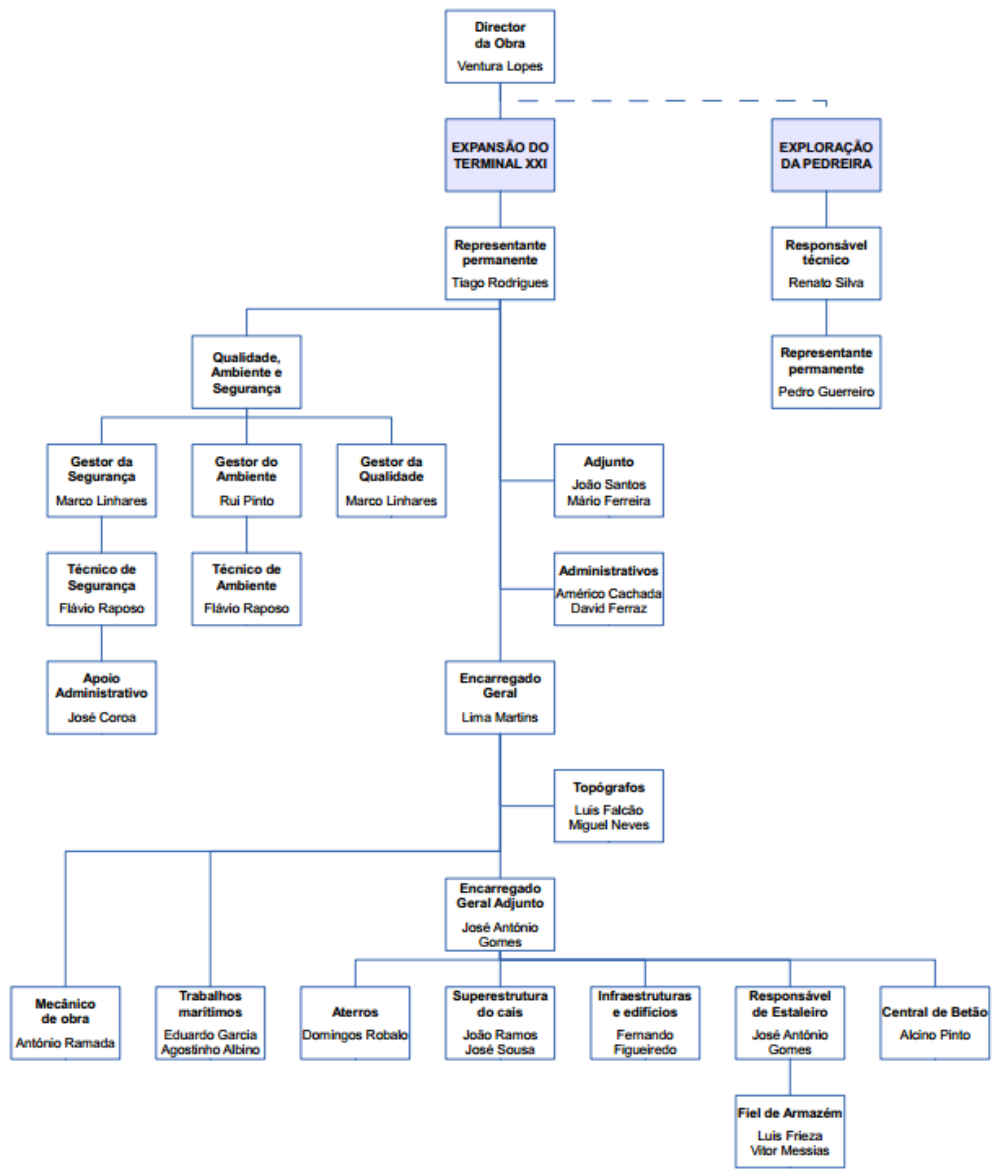 Director
da Obra
Ventura Lopes
EXPANSÃO DO
TERMINAL XXI
EXPLORAÇÃO
DA PEDREIRA
Representante
permanente
Tiago Rodrigues
Responsável
técnico
Renato Silva
Qualidade,
Ambiente e
Segurança
Representante
permanente
Pedro Guerreiro
Gestor da
Segurança
Marco Linhares
Gestor do
Ambiente
Rui Pinto
Gestor da
Qualidade
Marco Linhares
Adjunto
João Santos
Mário Ferreira
Técnico de
Segurança
Flávio Raposo
Técnico de
Ambiente
Flávio Raposo
Administrativos
Américo Cachada
David Ferraz
Apoio
Administrativo
José Coroa
Encarregado
Geral
Lima Martins
Topógrafos
Luis Falcão
Miguel Neves
Encarregado
Geral Adjunto
José António
Gomes
Mecânico
de obra
António Ramada
Trabalhos
marítimos
Eduardo Garcia
Agostinho Albino
Aterros
Domingos Robalo
Superestrutura
do cais
João Ramos
José Sousa
Infraestruturas
e edifícios
Fernando
Figueiredo
Responsável
de Estaleiro
José António
Gomes
Central de Betão
Alcino Pinto
Fiel de Armazém
Luis Frieza
Vitor Messias